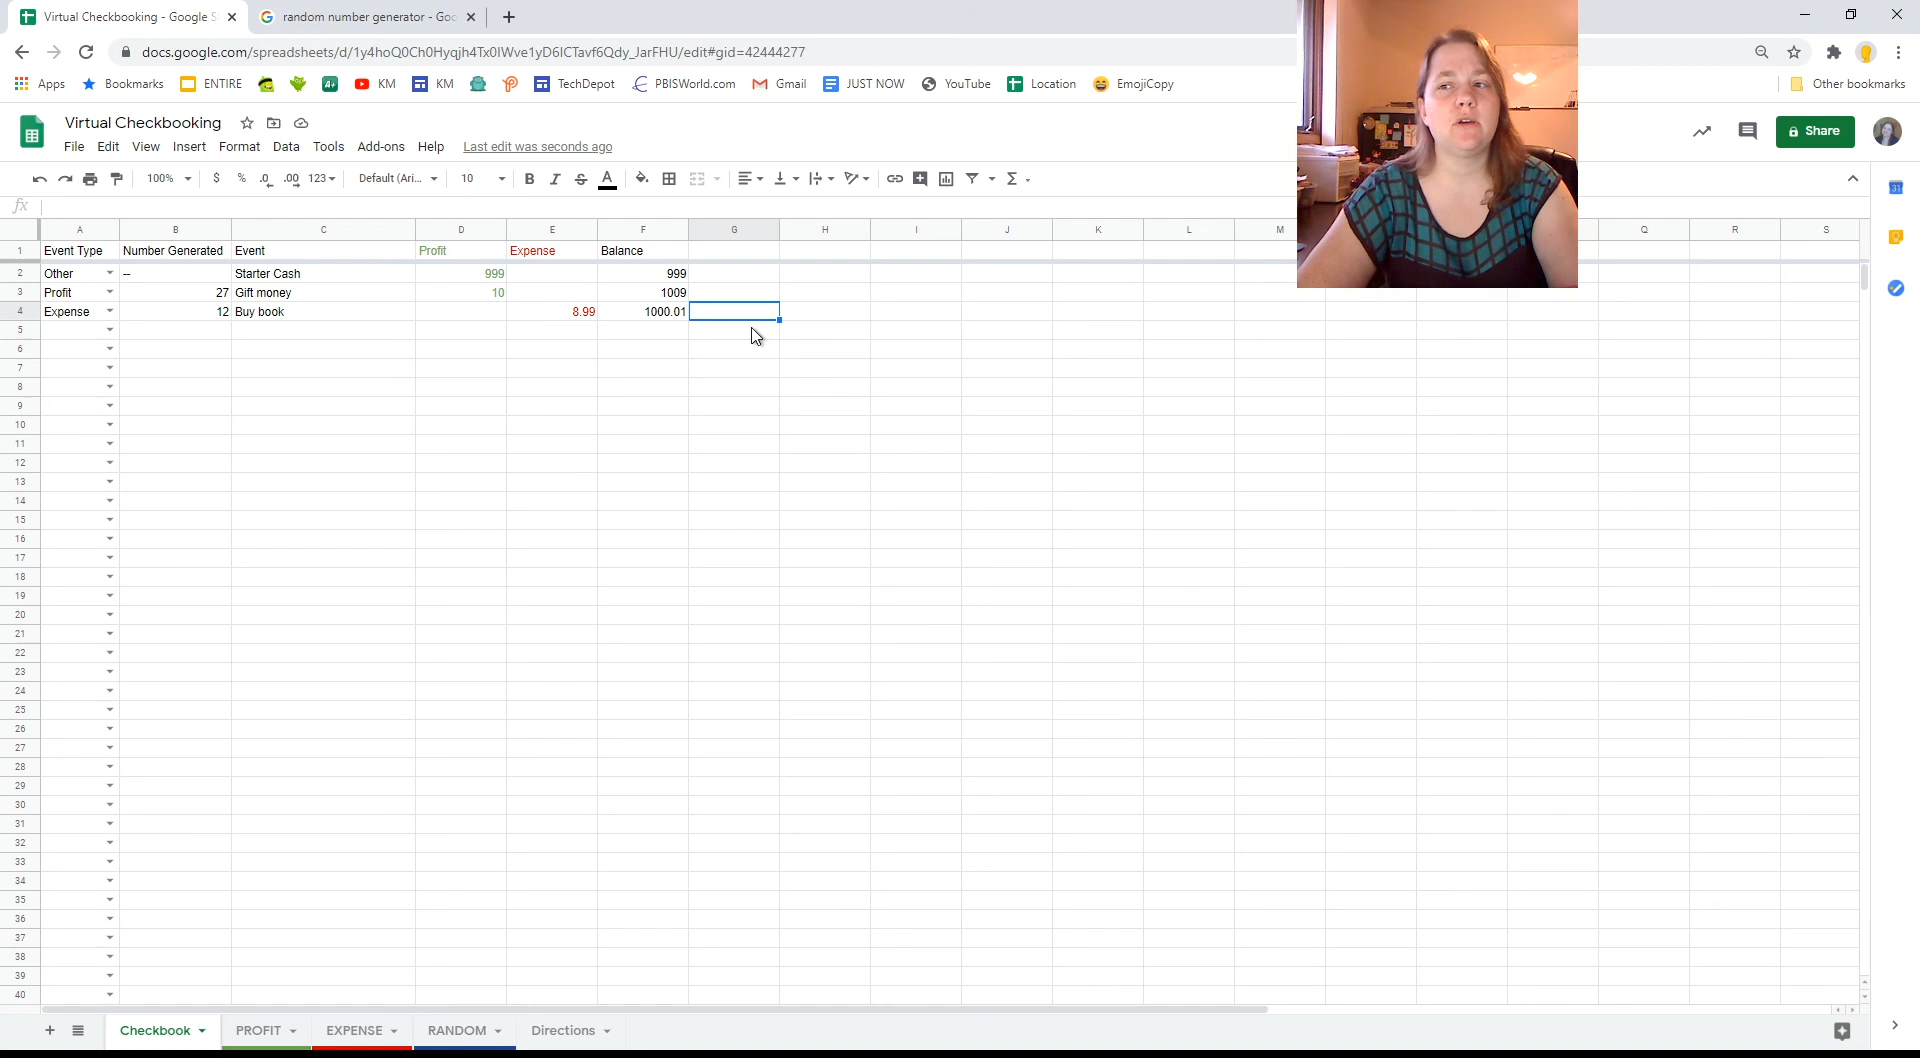 Virtual Checkbooking - Google S
random number generator - Goo
docs.google.com/spreadsheets/d/1y4hoQ0Ch0Hyqjh4Tx0IWve1yD6ICTavf6Qdy_JarFHU/edit#gid=42444277
Apps Bookmarks ENTIRE KM KM TechDepot PBISWorld.com Gmail JUST NOW YouTube Location EmojiCopy Other bookmarks
Virtual Checkbooking
File Edit View Insert Format Data Tools Add-ons Help Last edit was seconds ago
Share
100% $ % .0 .00 123 Default (Ari... 10 B I S A
fx
A B C D E F G H I J K L M Q R S
1 Event Type Number Generated Event Profit Expense Balance
2 Other -- Starter Cash 999 999
3 Profit 27 Gift money 10 1009
4 Expense 12 Buy book 8.99 1000.01
5
6
7
8
9
10
11
12
13
14
15
16
17
18
19
20
21
22
23
24
25
26
27
28
29
30
31
32
33
34
35
36
37
38
39
40
Checkbook PROFIT EXPENSE RANDOM Directions